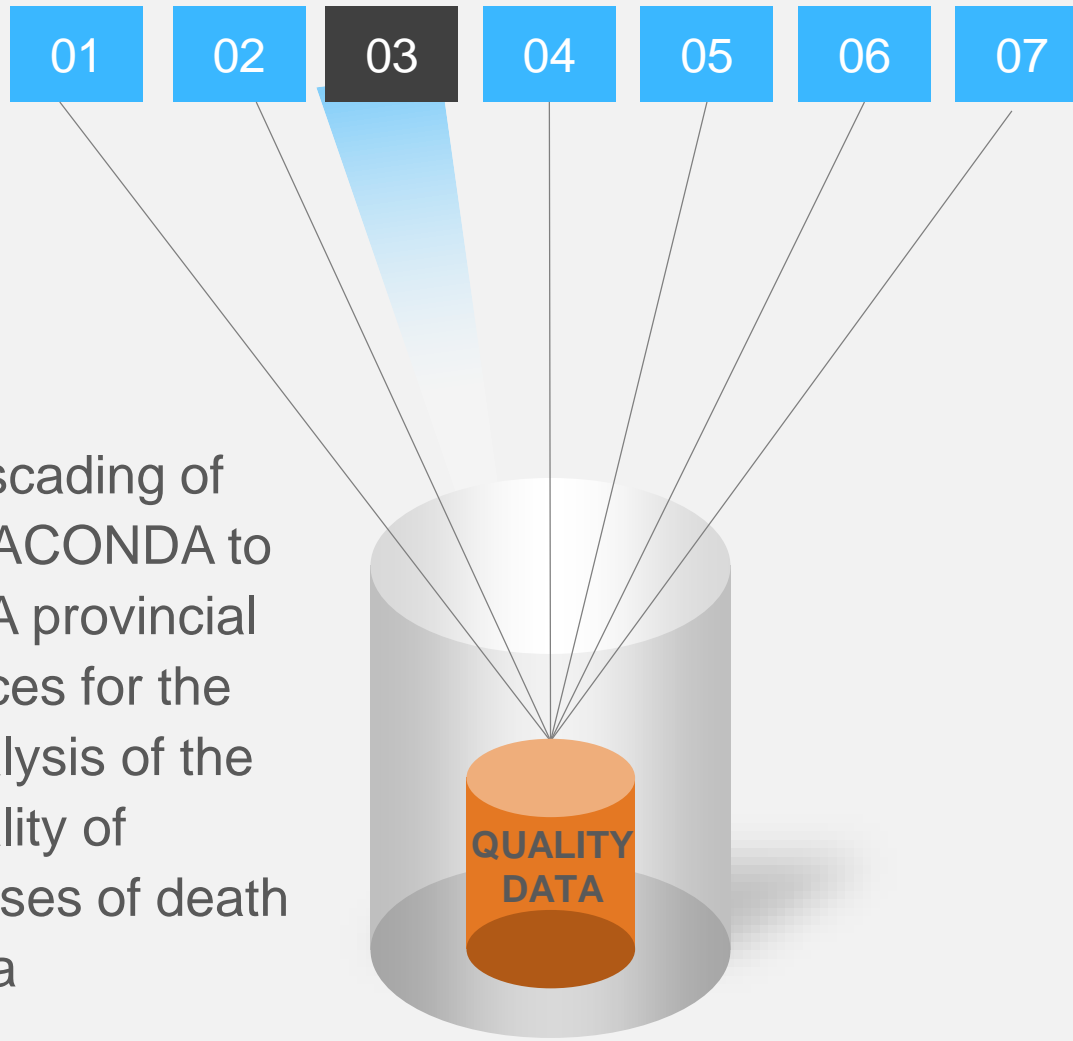 01 02 03 04 05 06 07
scading of
ACONDA to
A provincial
ces for the
lysis of the
lity of
ses of death
a
QUALITY
DATA